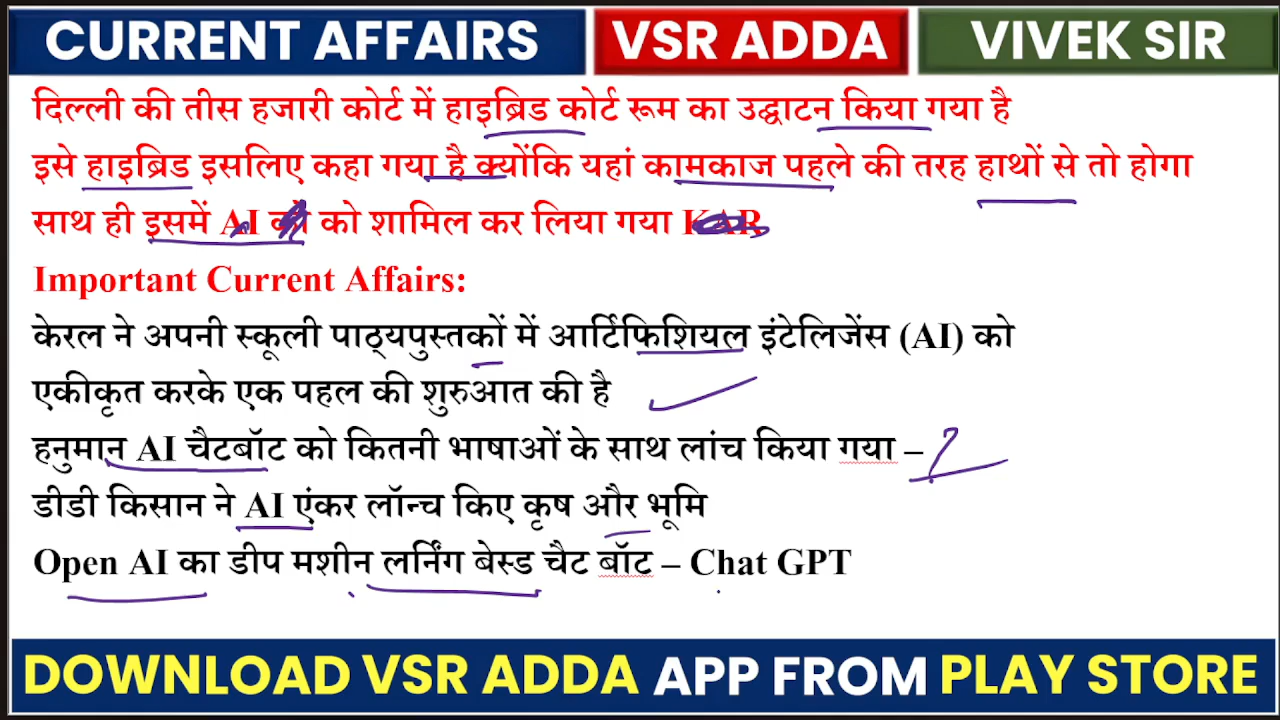 CURRENT AFFAIRS VSR ADDA VIVEK SIR
दिल्ली की तीस हजारी कोर्ट में हाइब्रिड कोर्ट रूम का उद्घाटन किया गया है
इसे हाइब्रिड इसलिए कहा गया है क्योंकि यहां कामकाज पहले की तरह हाथों से तो होगा
साथ ही इसमें AI को शामिल कर लिया गया KAR
Important Current Affairs:
केरल ने अपनी स्कूली पाठ्यपुस्तकों में आर्टिफिशियल इंटेलिजेंस (AI) को
एकीकृत करके एक पहल की शुरुआत की है
हनुमान AI चैटबॉट को कितनी भाषाओं के साथ लांच किया गया – ?
डीडी किसान ने AI एंकर लॉन्च किए कृष और भूमि
Open AI का डीप मशीन लर्निंग बेस्ड चैट बॉट – Chat GPT
DOWNLOAD VSR ADDA APP FROM PLAY STORE